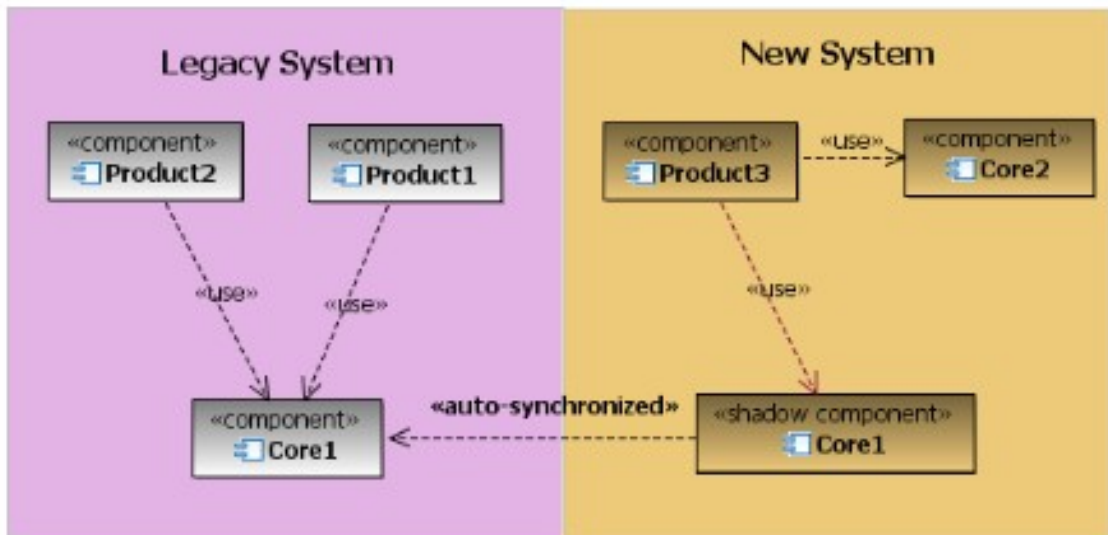 Legacy System
New System
«component»
Product2
«component»
Product1
«component»
Product3
«use»
«component»
Core2
«use»
«use»
«use»
«component»
Core1
«auto-synchronized»
«shadow component»
Core1